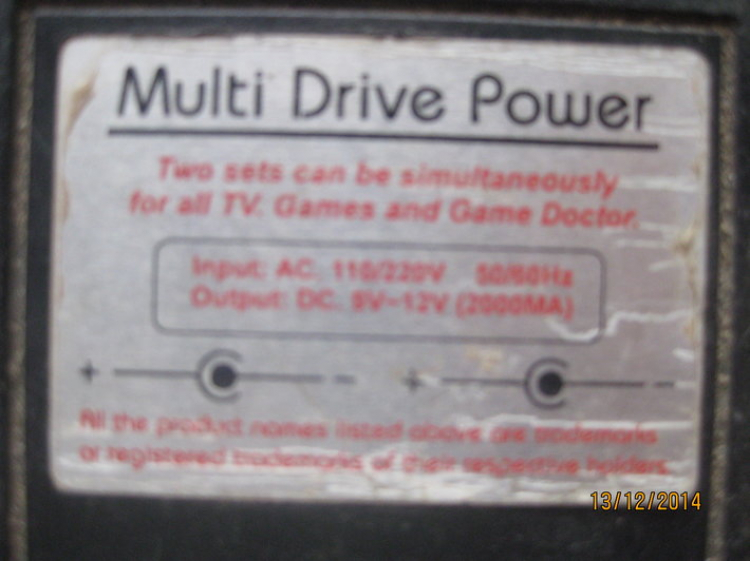 Multi Drive Power
Two sets can be simultaneously
for all TV. Games and Game Doctor.
Input: AC. 110/220V 50/60Hz
Output: DC. 9V-12V (2000MA)
+ - + -
All the product names listed above are trademarks
or registered trademarks of their respective holders.
13/12/2014